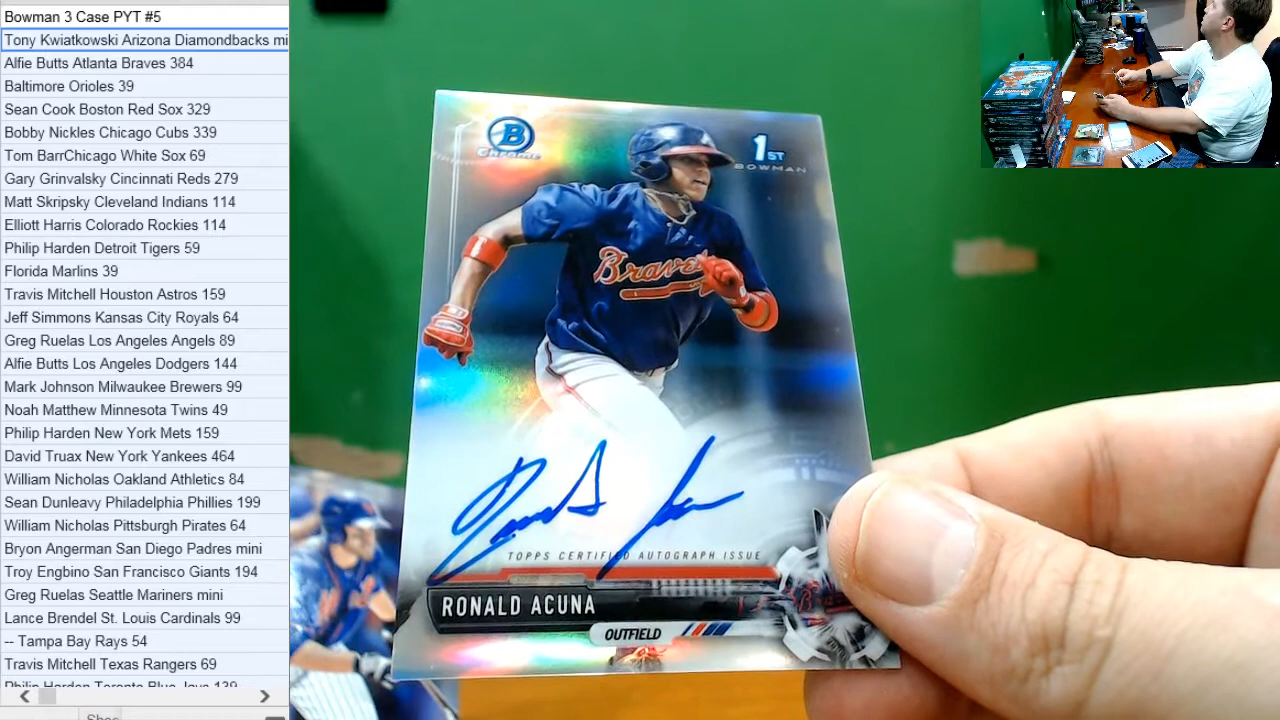 Bowman 3 Case PYT #5
Tony Kwiatkowski Arizona Diamondbacks mi
Alfie Butts Atlanta Braves 384
Baltimore Orioles 39
Sean Cook Boston Red Sox 329
Bobby Nickles Chicago Cubs 339
Tom BarrChicago White Sox 69
Gary Grimalsky Cincinnati Reds 279
Matt Skripsky Cleveland Indians 114
Elliott Harris Colorado Rockies 114
Philip Harden Detroit Tigers 59
Florida Marlins 39
Travis Mitchell Houston Astros 159
Jeff Simmons Kansas City Royals 64
Greg Ruelas Los Angeles Angels 89
Alfie Butts Los Angeles Dodgers 144
Mark Johnson Milwaukee Brewers 99
Noah Matthew Minnesota Twins 49
Philip Harden New York Mets 159
David Truax New York Yankees 464
William Nicholas Oakland Athletics 84
Sean Dunleavy Philadelphia Phillies 199
William Nicholas Pittsburgh Pirates 64
Bryon Angerman San Diego Padres mini
Troy Engbino San Francisco Giants 194
Greg Ruelas Seattle Mariners mini
Lance Brendel St. Louis Cardinals 99
-- Tampa Bay Rays 54
Travis Mitchell Texas Rangers 69
Philip Harden Toronto Blue Jays 139
B
Chrome
1ST
BOWMAN
Braves
TOPPS CERTIFIED AUTOGRAPH ISSUE
RONALD ACUNA
OUTFIELD